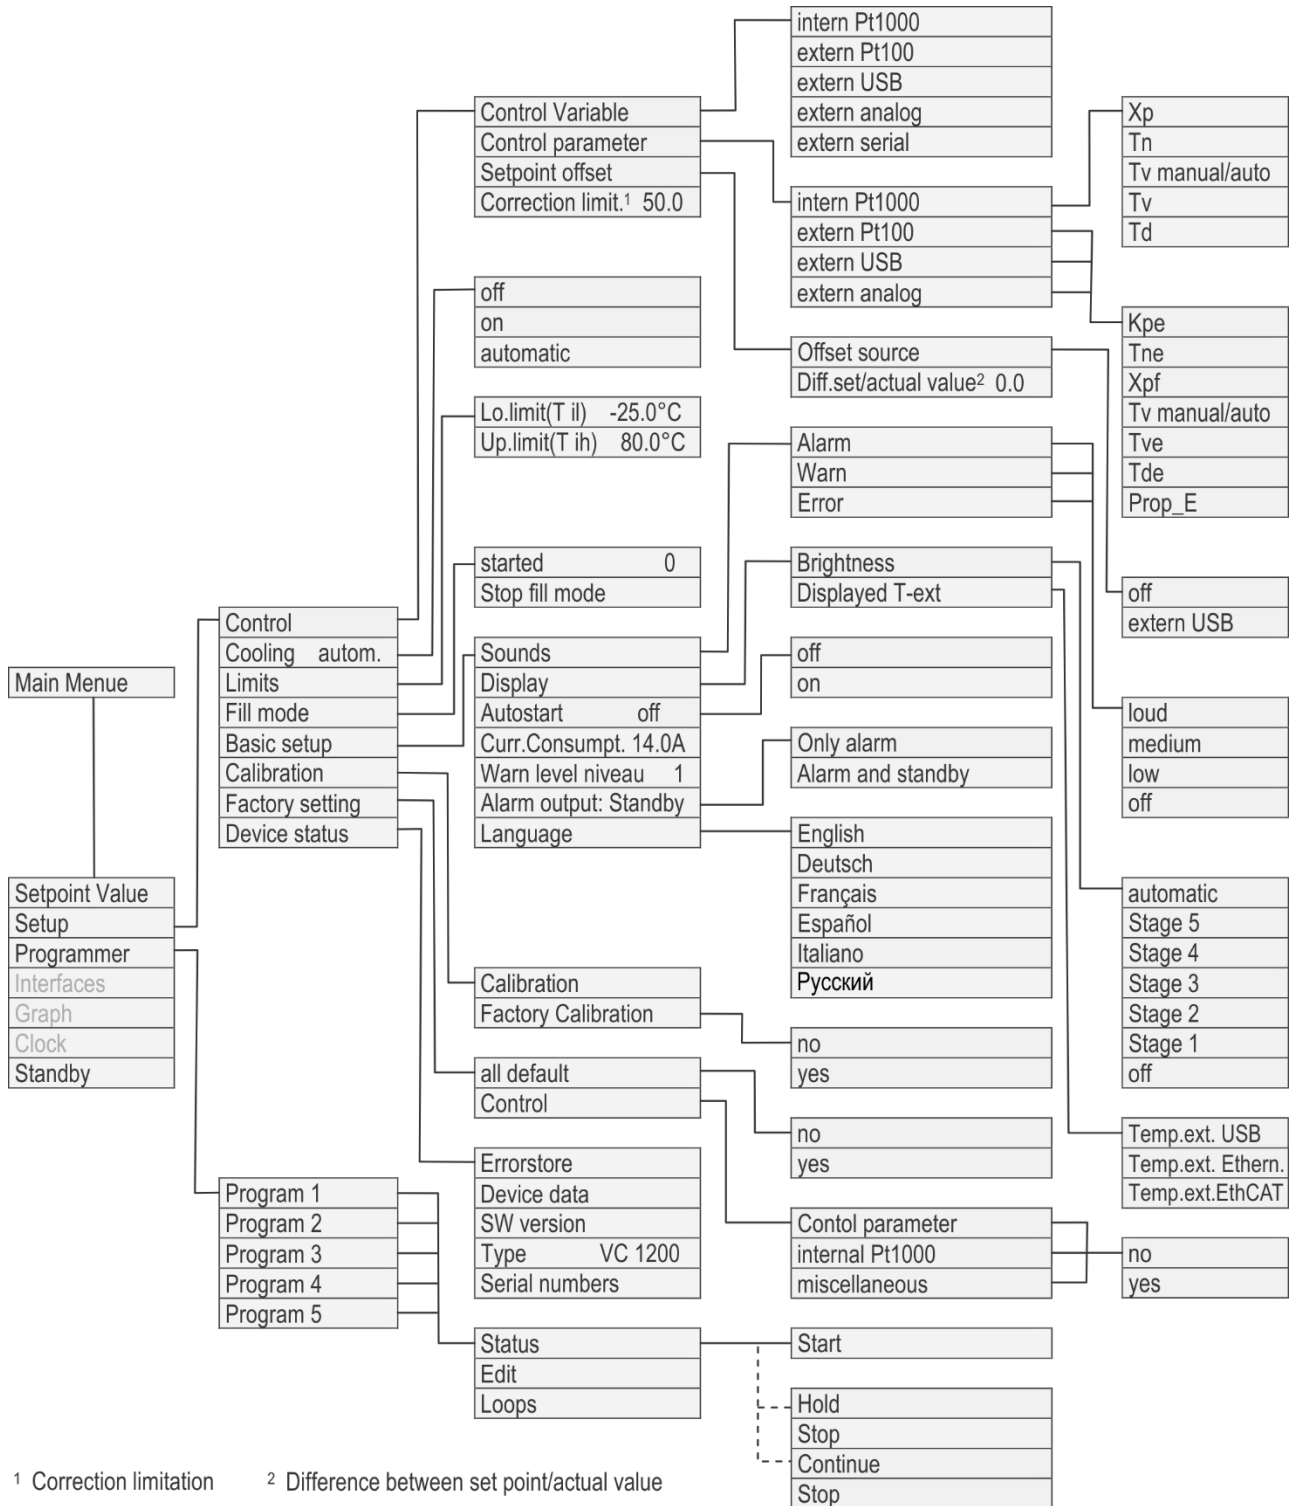 Main Menue
Setpoint Value
Setup
Programmer
Interfaces
Graph
Clock
Standby
Control
Cooling autom.
Limits
Fill mode
Basic setup
Calibration
Factory setting
Device status
Program 1
Program 2
Program 3
Program 4
Program 5
Control Variable
Control parameter
Setpoint offset
Correction limit.¹ 50.0
off
on
automatic
Lo.limit(T il) -25.0°C
Up.limit(T ih) 80.0°C
started 0
Stop fill mode
Sounds
Display
Autostart off
Curr.Consumpt. 14.0A
Warn level niveau 1
Alarm output: Standby
Language
Calibration
Factory Calibration
all default
Control
Errorstore
Device data
SW version
Type VC 1200
Serial numbers
Status
Edit
Loops
intern Pt1000
extern Pt100
extern USB
extern analog
extern serial
intern Pt1000
extern Pt100
extern USB
extern analog
Offset source
Diff.set/actual value² 0.0
Alarm
Warn
Error
Brightness
Displayed T-ext
off
on
Only alarm
Alarm and standby
English
Deutsch
Français
Español
Italiano
Русский
no
yes
no
yes
Contol parameter
internal Pt1000
miscellaneous
Start
Hold
Stop
Continue
Stop
Xp
Tn
Tv manual/auto
Tv
Td
Kpe
Tne
Xpf
Tv manual/auto
Tve
Tde
Prop_E
off
extern USB
loud
medium
low
off
automatic
Stage 5
Stage 4
Stage 3
Stage 2
Stage 1
off
Temp.ext. USB
Temp.ext. Ethern.
Temp.ext.EthCAT
no
yes
¹ Correction limitation ² Difference between set point/actual value